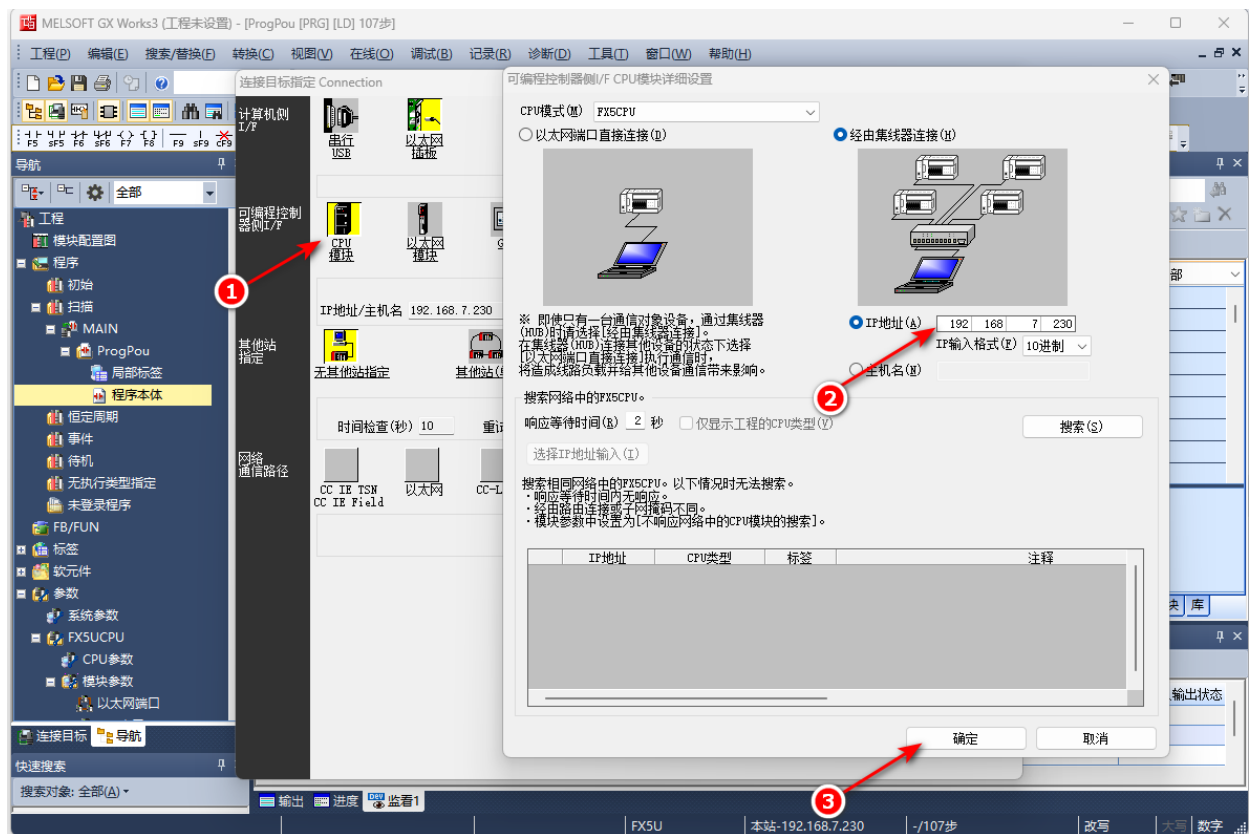 MELSOFT GX Works3 (工程未设置) - [ProgPou [PRG] [LD] 107步]
工程(P) 编辑(E) 搜索/替换(F) 转换(C) 视图(V) 在线(O) 调试(B) 记录(R) 诊断(D) 工具(T) 窗口(W) 帮助(H)
F5 sF5 F6 sF6 F7 F8 F9 sF9 cF9
导航
全部
工程
模块配置图
程序
初始
扫描
MAIN
ProgPou
局部标签
程序本体
恒定周期
事件
待机
无执行类型指定
未登录程序
FB/FUN
标签
软元件
参数
系统参数
FX5UCPU
CPU参数
模块参数
以太网端口
连接目标 导航
快速搜索
搜索对象: 全部(A)
连接目标指定 Connection
计算机侧
I/F
串行
USB
以太网
插板
可编程控制
器侧I/F
CPU
模块
以太网
模块
1
IP地址/主机名 192.168.7.230
其他站
指定
无其他站指定
其他站(
时间检查(秒) 10
重试
网络
通信路径
CC IE TSN
CC IE Field
以太网
CC-L
可编程控制器侧I/F CPU模块详细设置
CPU模式(M) FX5CPU
以太网端口直接连接(D)
经由集线器连接(H)
※ 即使只有一台通信对象设备，通过集线器
(HUB)时请选择[经由集线器连接]。
在集线器(HUB)连接其他设备的状态下选择
[以太网端口直接连接]执行通信时，
将造成线路负载并给其他设备通信带来影响。
IP地址(A) 192 168 7 230
IP输入格式(F) 10进制
主机名(N)
2
搜索网络中的FX5CPU。
响应等待时间(R) 2 秒 仅显示工程的CPU类型(Y)
搜索(S)
选择IP地址输入(I)
搜索相同网络中的FX5CPU。以下情况时无法搜索。
・响应等待时间内无响应。
・经由路由连接或子网掩码不同。
・模块参数中设置为[不响应网络中的CPU模块的搜索]。
IP地址 CPU类型 标签 注释
确定 取消
3
部
块 库
输出状态
输出 进度 监看1
FX5U 本站-192.168.7.230 -/107步 改写 大写 数字